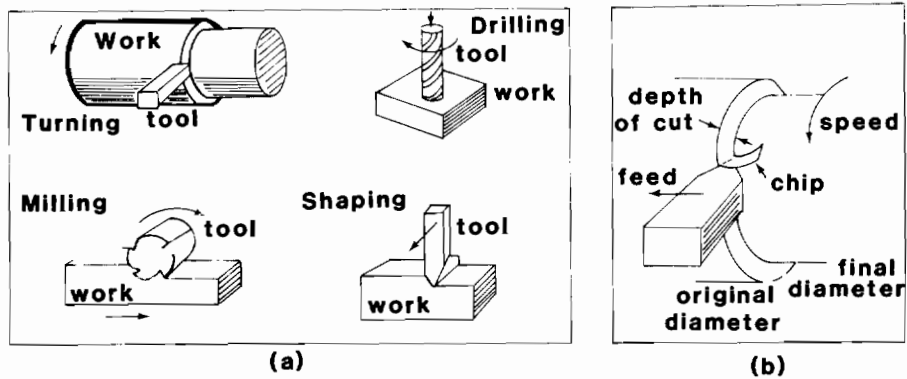 Work
Turning
tool
Drilling
tool
work
Milling
tool
work
Shaping
tool
work
(a)
depth
of cut
speed
feed
chip
final
diameter
original
diameter
(b)